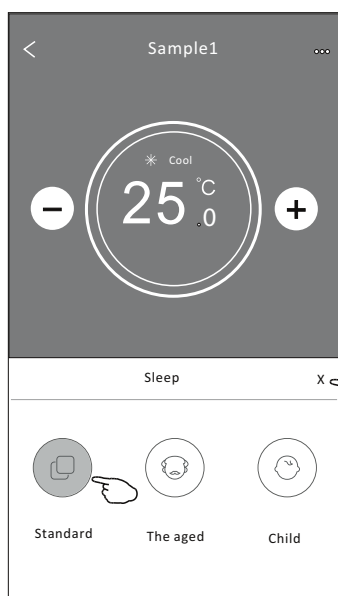 Sample1
Cool
25.0 °C
Sleep X
Standard The aged Child